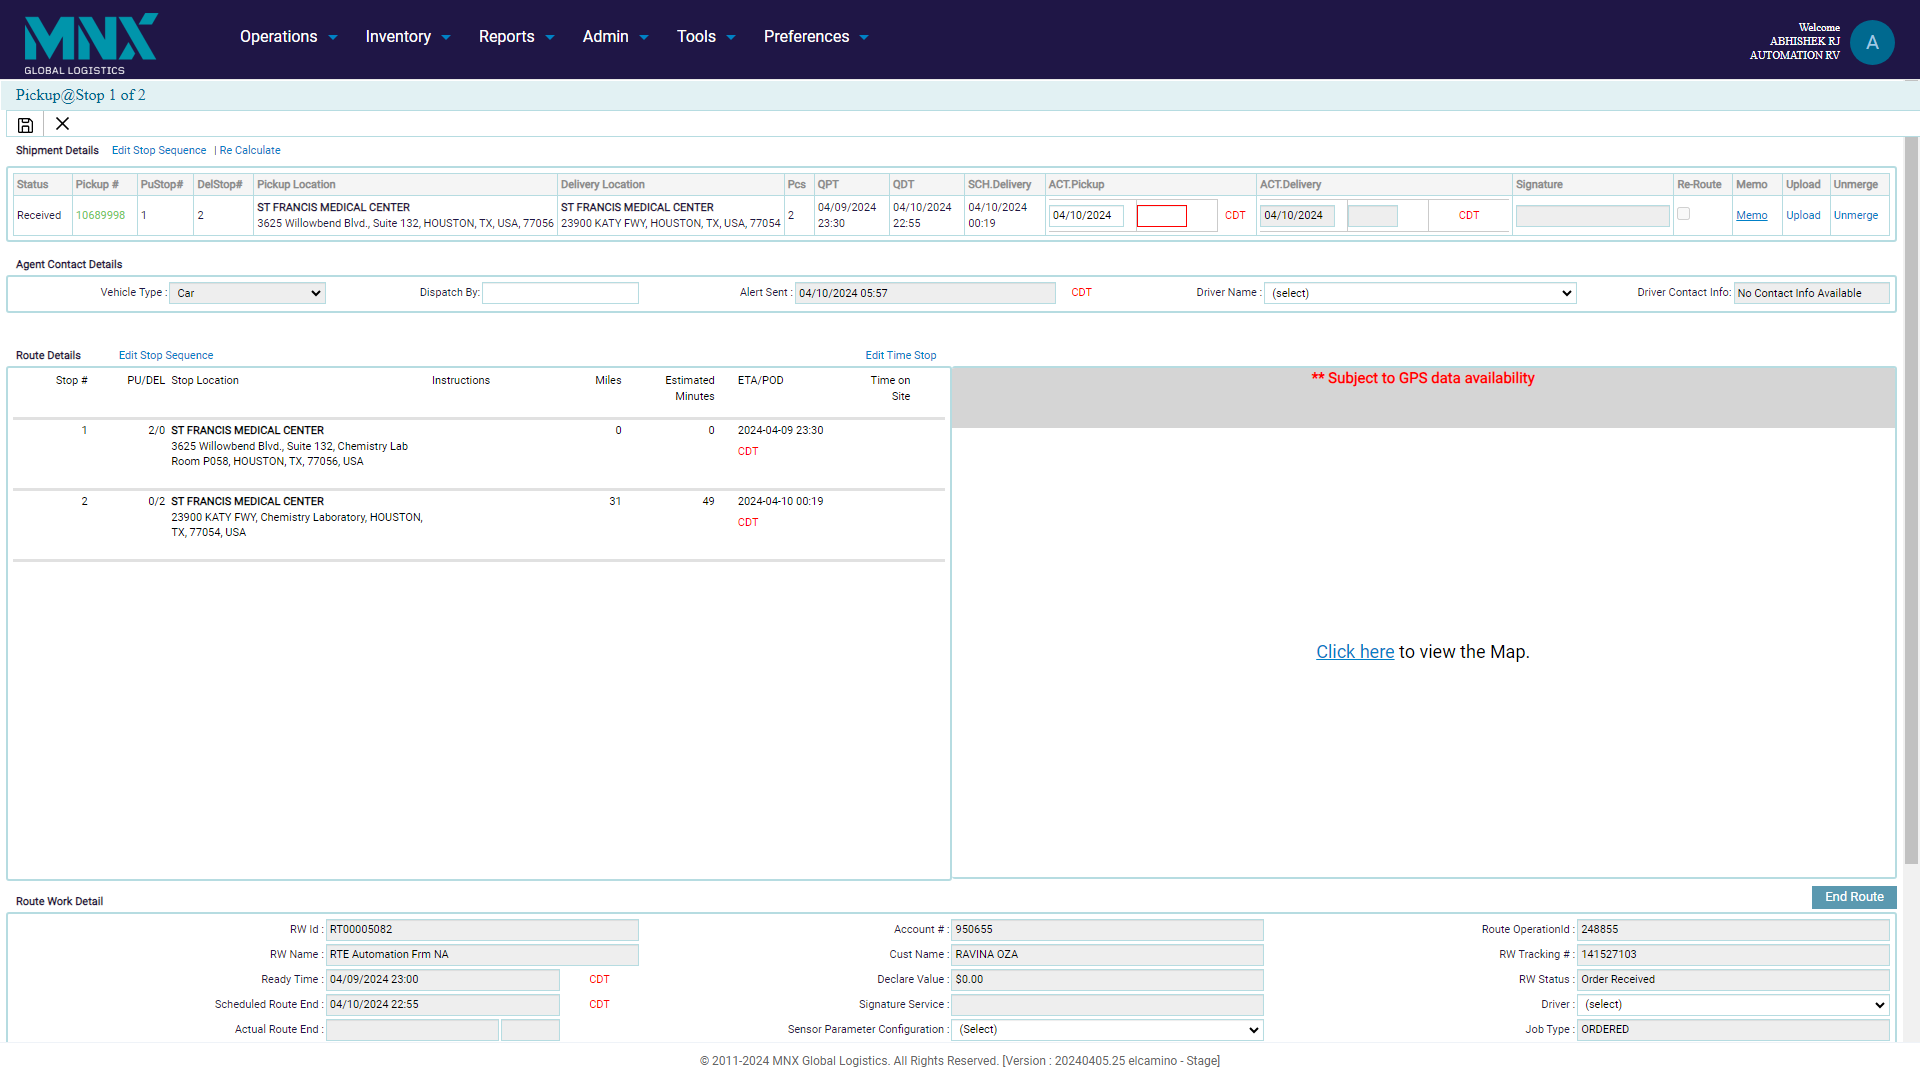 MNX
GLOBAL LOGISTICS
Operations Inventory Reports Admin Tools Preferences
Welcome
ABHISHEK RJ
AUTOMATION RV
A
Pickup@Stop 1 of 2
Shipment Details Edit Stop Sequence | Re Calculate
Status Pickup # PuStop# DelStop# Pickup Location Delivery Location Pcs QPT QDT SCH.Delivery ACT.Pickup ACT.Delivery Signature Re-Route Memo Upload Unmerge
ST FRANCIS MEDICAL CENTER ST FRANCIS MEDICAL CENTER 04/09/2024 04/10/2024 04/10/2024
Received 10689998 1 2 2 04/10/2024 CDT 04/10/2024 CDT Memo Upload Unmerge
3625 Willowbend Blvd., Suite 132, HOUSTON, TX, USA, 77056 23900 KATY FWY, HOUSTON, TX, USA, 77054 23:30 22:55 00:19
Agent Contact Details
Vehicle Type : Car Dispatch By: Alert Sent : 04/10/2024 05:57 CDT Driver Name : (select) Driver Contact Info: No Contact Info Available
Route Details Edit Stop Sequence Edit Time Stop
Stop # PU/DEL Stop Location Instructions Miles Estimated ETA/POD Time on
Minutes Site
** Subject to GPS data availability
1 2/0 ST FRANCIS MEDICAL CENTER 0 0 2024-04-09 23:30
3625 Willowbend Blvd., Suite 132, Chemistry Lab CDT
Room P058, HOUSTON, TX, 77056, USA
2 0/2 ST FRANCIS MEDICAL CENTER 31 49 2024-04-10 00:19
23900 KATY FWY, Chemistry Laboratory, HOUSTON, CDT
TX, 77054, USA
Click here to view the Map.
Route Work Detail End Route
RW Id : RT00005082 Account # : 950655 Route OperationId : 248855
RW Name : RTE Automation Frm NA Cust Name : RAVINA OZA RW Tracking # : 141527103
Ready Time : 04/09/2024 23:00 CDT Declare Value : $0.00 RW Status : Order Received
Scheduled Route End : 04/10/2024 22:55 CDT Signature Service : Driver : (select)
Actual Route End : Sensor Parameter Configuration : (Select) Job Type : ORDERED
© 2011-2024 MNX Global Logistics. All Rights Reserved. [Version : 20240405.25 elcamino - Stage]